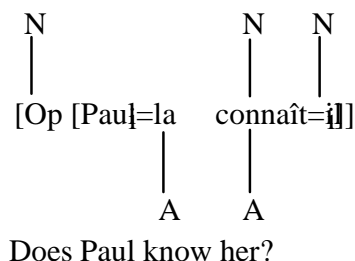 N N N
[Op [Paul=la connaît=il]]
A A
Does Paul know her?